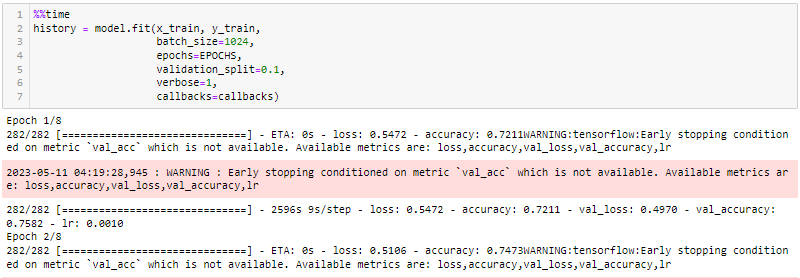 1 %%time
2 history = model.fit(x_train, y_train,
3 batch_size=1024,
4 epochs=EPOCHS,
5 validation_split=0.1,
6 verbose=1,
7 callbacks=callbacks)
Epoch 1/8
282/282 [==============================] - ETA: 0s - loss: 0.5472 - accuracy: 0.7211WARNING:tensorflow:Early stopping condition
ed on metric `val_acc` which is not available. Available metrics are: loss,accuracy,val_loss,val_accuracy,lr
2023-05-11 04:19:28,945 : WARNING : Early stopping conditioned on metric `val_acc` which is not available. Available metrics ar
e: loss,accuracy,val_loss,val_accuracy,lr
282/282 [==============================] - 2596s 9s/step - loss: 0.5472 - accuracy: 0.7211 - val_loss: 0.4970 - val_accuracy:
0.7582 - lr: 0.0010
Epoch 2/8
282/282 [==============================] - ETA: 0s - loss: 0.5106 - accuracy: 0.7473WARNING:tensorflow:Early stopping condition
ed on metric `val_acc` which is not available. Available metrics are: loss,accuracy,val_loss,val_accuracy,lr